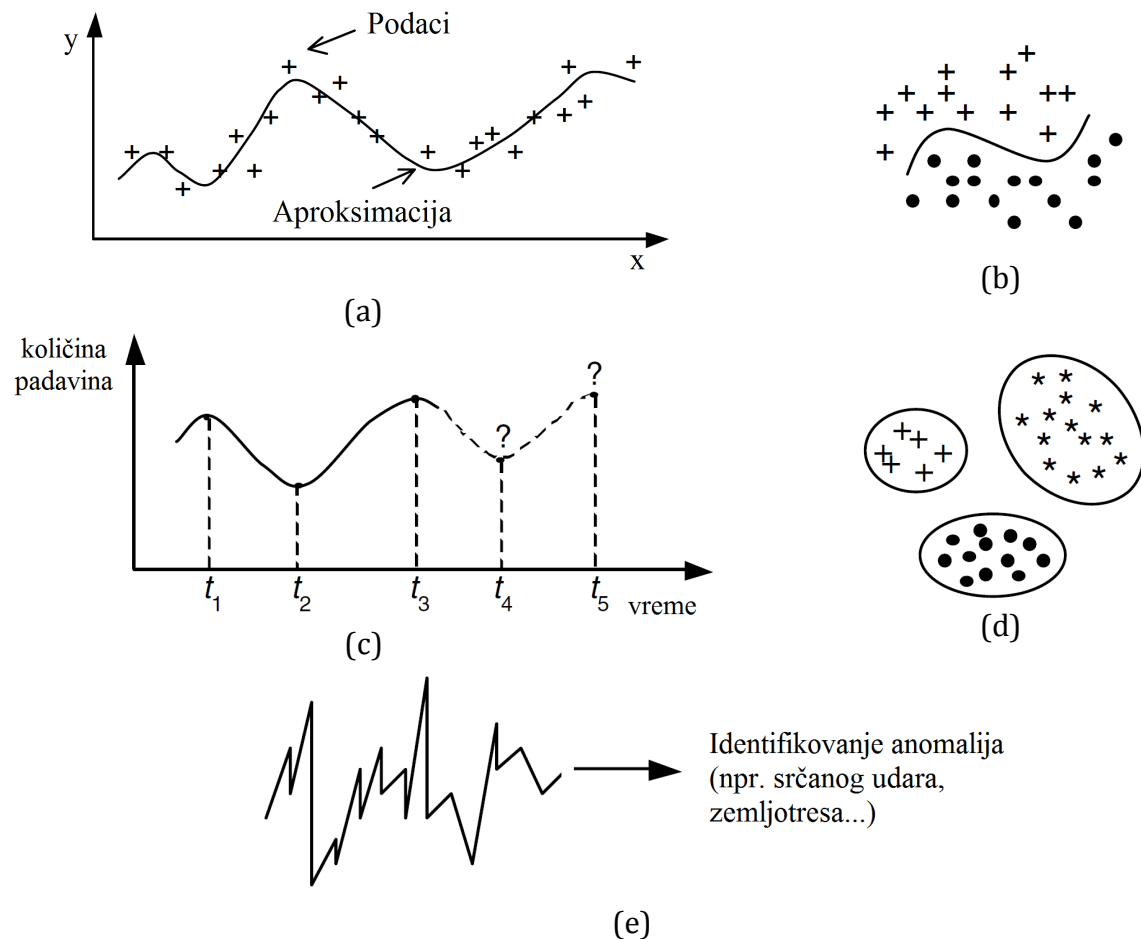 y
Podaci
Aproksimacija
x
(a)
(b)
količina
padavina
?
?
t1
t2
t3
t4
t5
vreme
(c)
(d)
Identifikovanje anomalija
(npr. srčanog udara,
zemljotresa...)
(e)